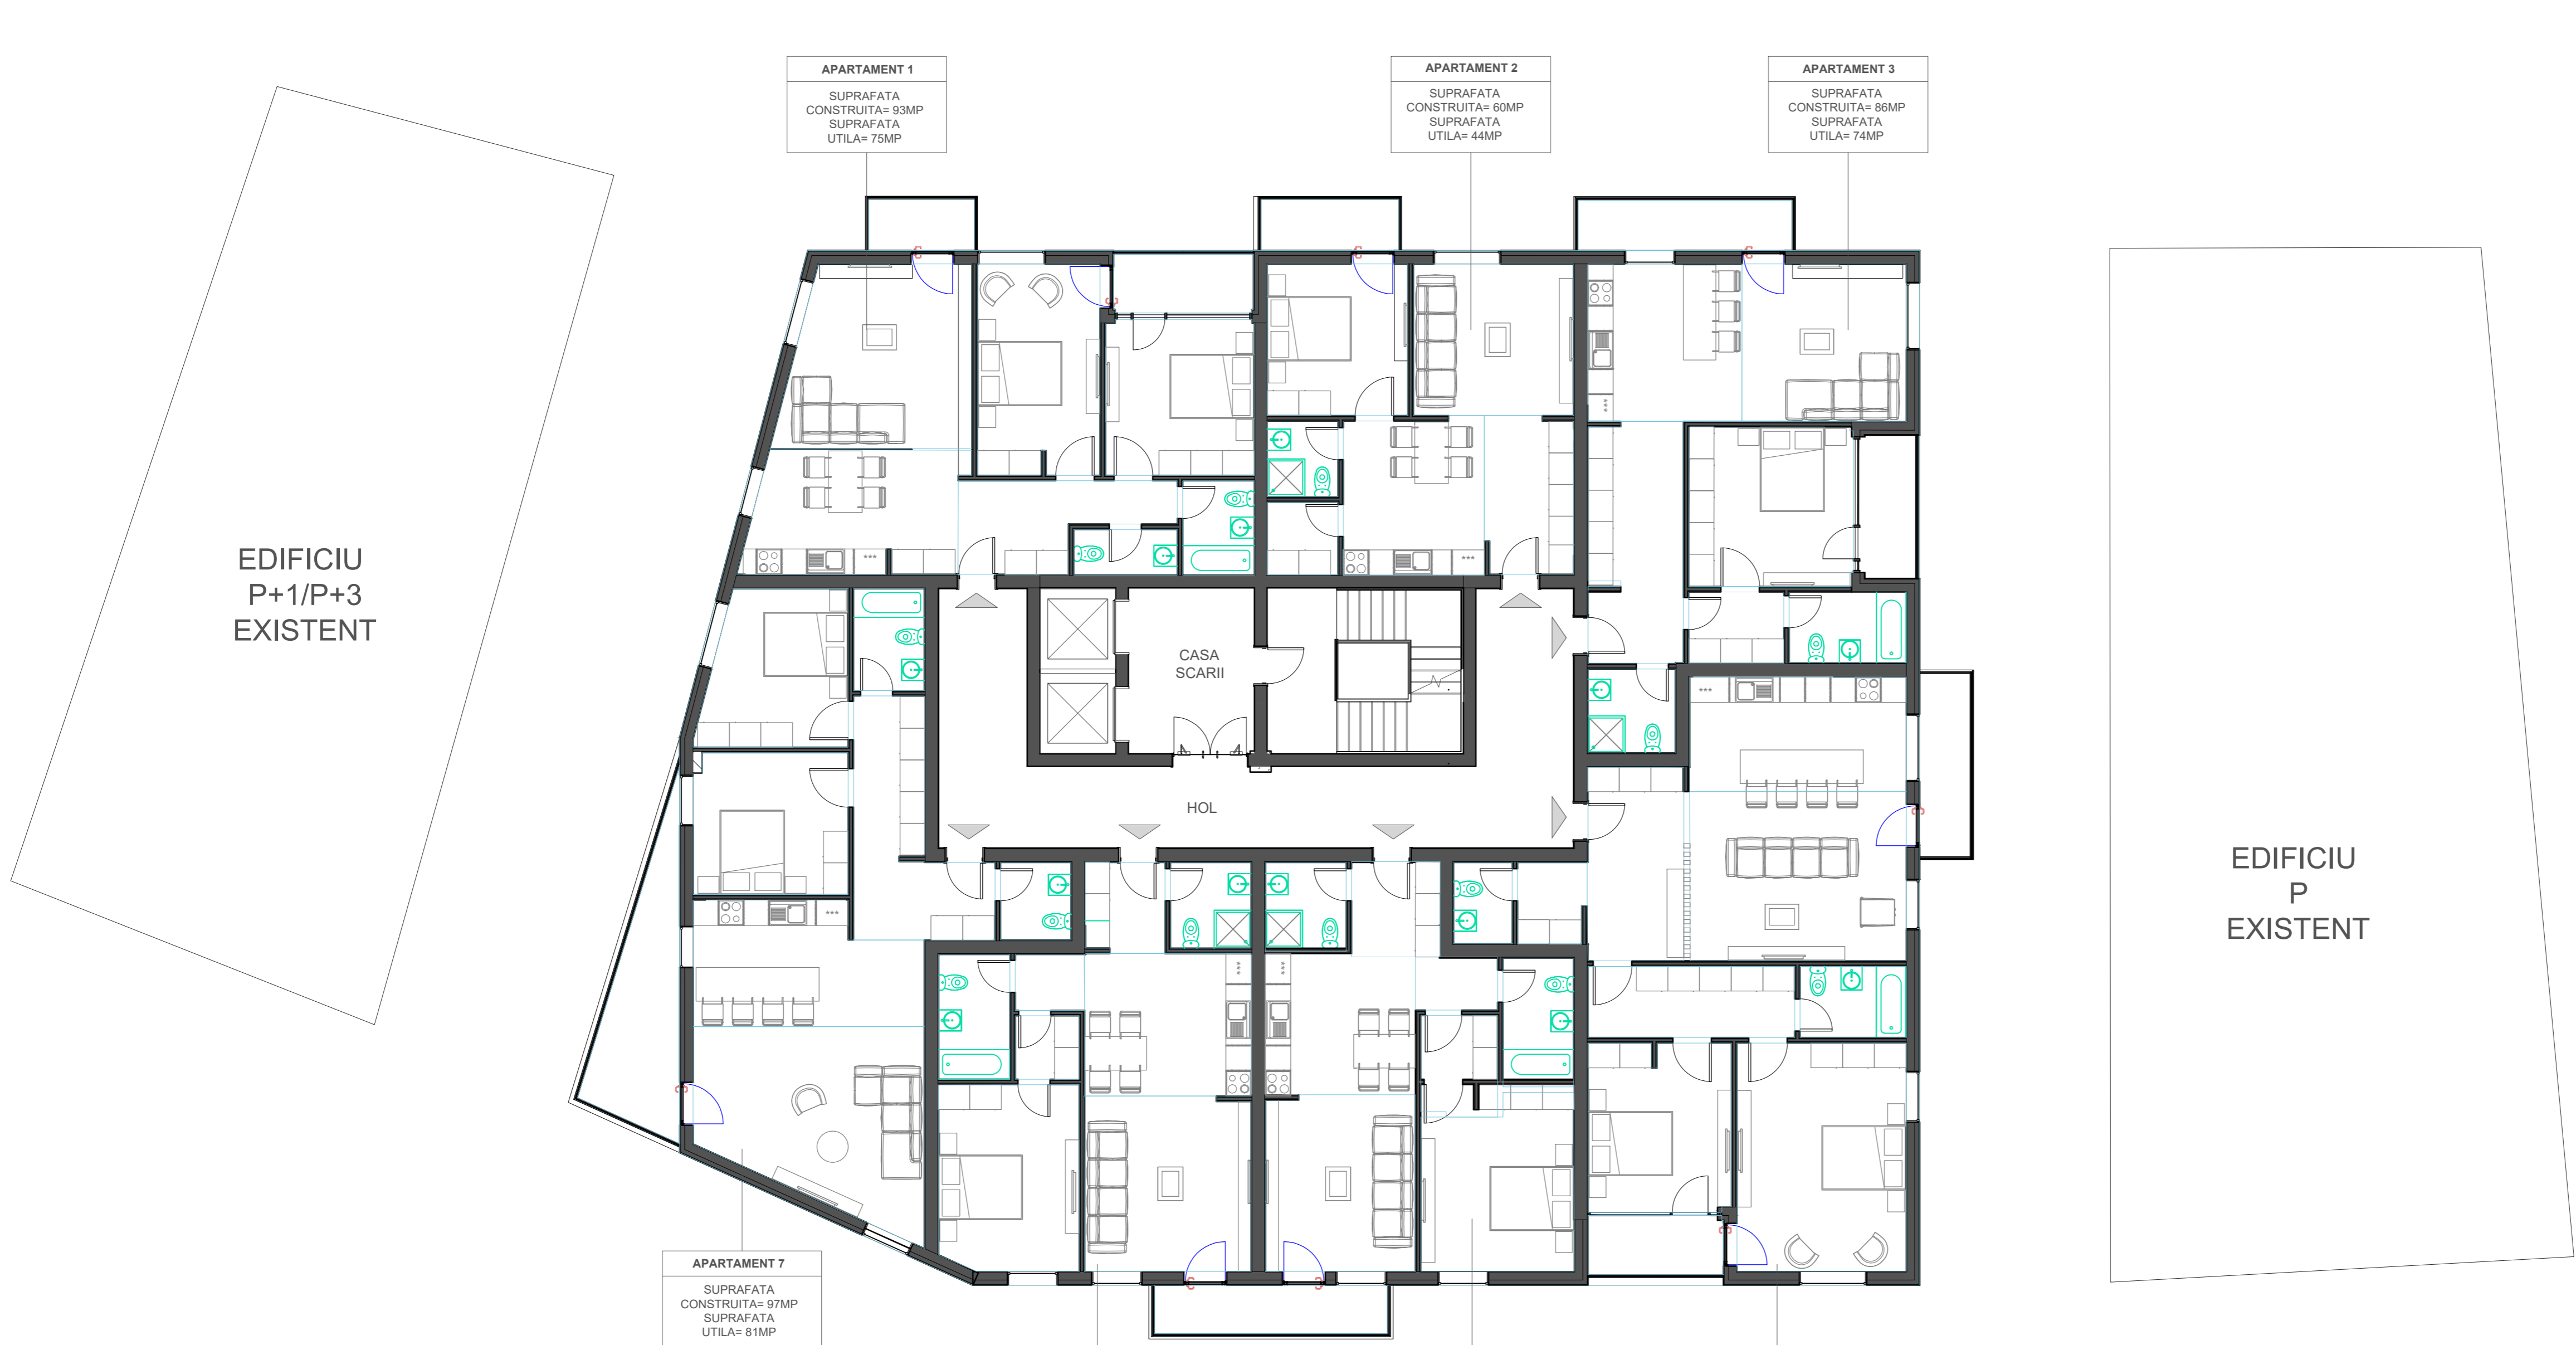 APARTAMENT 1
SUPRAFATA
CONSTRUITA= 93MP
SUPRAFATA
UTILA= 75MP
APARTAMENT 2
SUPRAFATA
CONSTRUITA= 60MP
SUPRAFATA
UTILA= 44MP
APARTAMENT 3
SUPRAFATA
CONSTRUITA= 86MP
SUPRAFATA
UTILA= 74MP
EDIFICIU
P+1/P+3
EXISTENT
CASA
SCARII
HOL
EDIFICIU
P
EXISTENT
APARTAMENT 7
SUPRAFATA
CONSTRUITA= 97MP
SUPRAFATA
UTILA= 81MP